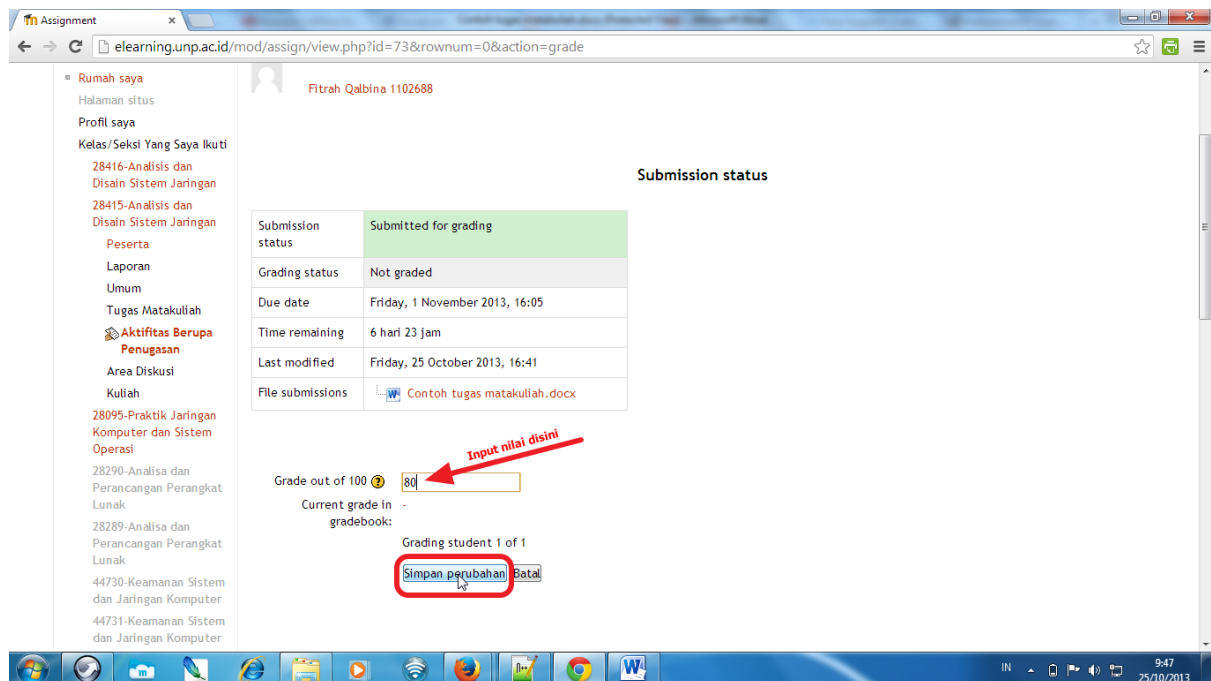 Assignment
elearning.unp.ac.id/mod/assign/view.php?id=73&rownum=0&action=grade
Rumah saya
Halaman situs
Profil saya
Kelas/Seksi Yang Saya Ikuti
28416-Analisis dan
Disain Sistem Jaringan
28415-Analisis dan
Disain Sistem Jaringan
Peserta
Laporan
Umum
Tugas Matakuliah
Aktifitas Berupa
Penugasan
Area Diskusi
Kuliah
28095-Praktik Jaringan
Komputer dan Sistem
Operasi
28290-Analisa dan
Perancangan Perangkat
Lunak
28289-Analisa dan
Perancangan Perangkat
Lunak
44730-Keamanan Sistem
dan Jaringan Komputer
44731-Keamanan Sistem
dan Jaringan Komputer
Fitrah Qalbina 1102688
Submission status
Submission status Submitted for grading
Grading status Not graded
Due date Friday, 1 November 2013, 16:05
Time remaining 6 hari 23 jam
Last modified Friday, 25 October 2013, 16:41
File submissions Contoh tugas matakuliah.docx
Input nilai disini
Grade out of 100 80
Current grade in -
gradebook:
Grading student 1 of 1
Simpan perubahan Batal
IN 9:47
25/10/2013